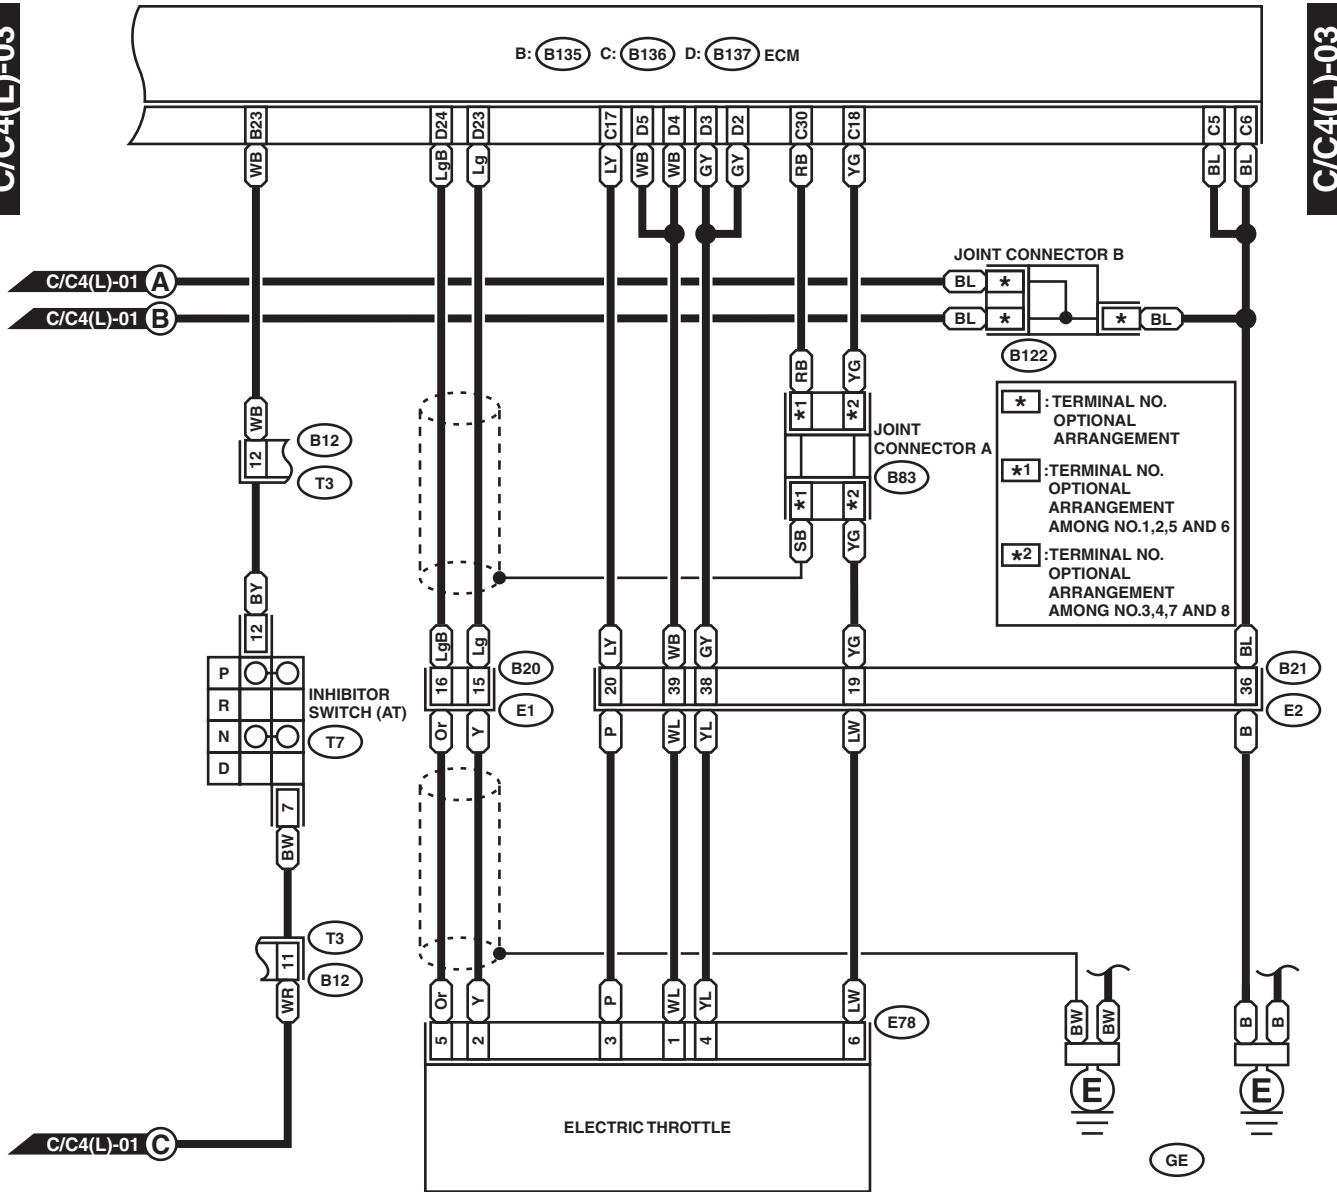 C/C4(L)-03
C/C4(L)-03
B: B135 C: B136 D: B137 ECM
B23 D24 D23 C17 D5 D4 D3 D2 C30 C18 C5 C6
WB LgB Lg LY WB WB GY GY RB YG BL BL
JOINT CONNECTOR B
C/C4(L)-01 A BL *
C/C4(L)-01 B BL * * BL
B122
RB YG
*1 *2
JOINT
CONNECTOR A
B83
*1 *2
SB YG
* : TERMINAL NO.
OPTIONAL
ARRANGEMENT
*1 :TERMINAL NO.
OPTIONAL
ARRANGEMENT
AMONG NO.1,2,5 AND 6
*2 :TERMINAL NO.
OPTIONAL
ARRANGEMENT
AMONG NO.3,4,7 AND 8
WB
12
B12
T3
BY
12
P
R
N
D
INHIBITOR
SWITCH (AT)
T7
7
BW
T3
11
B12
WR
C/C4(L)-01 C
LgB Lg LY WB GY YG BL
16 15 B20 20 39 38 19 36 B21
E1 E2
Or Y P WL YL LW B
Or Y P WL YL LW E78
5 2 3 1 4 6
ELECTRIC THROTTLE
BW BW B B
E E
GE